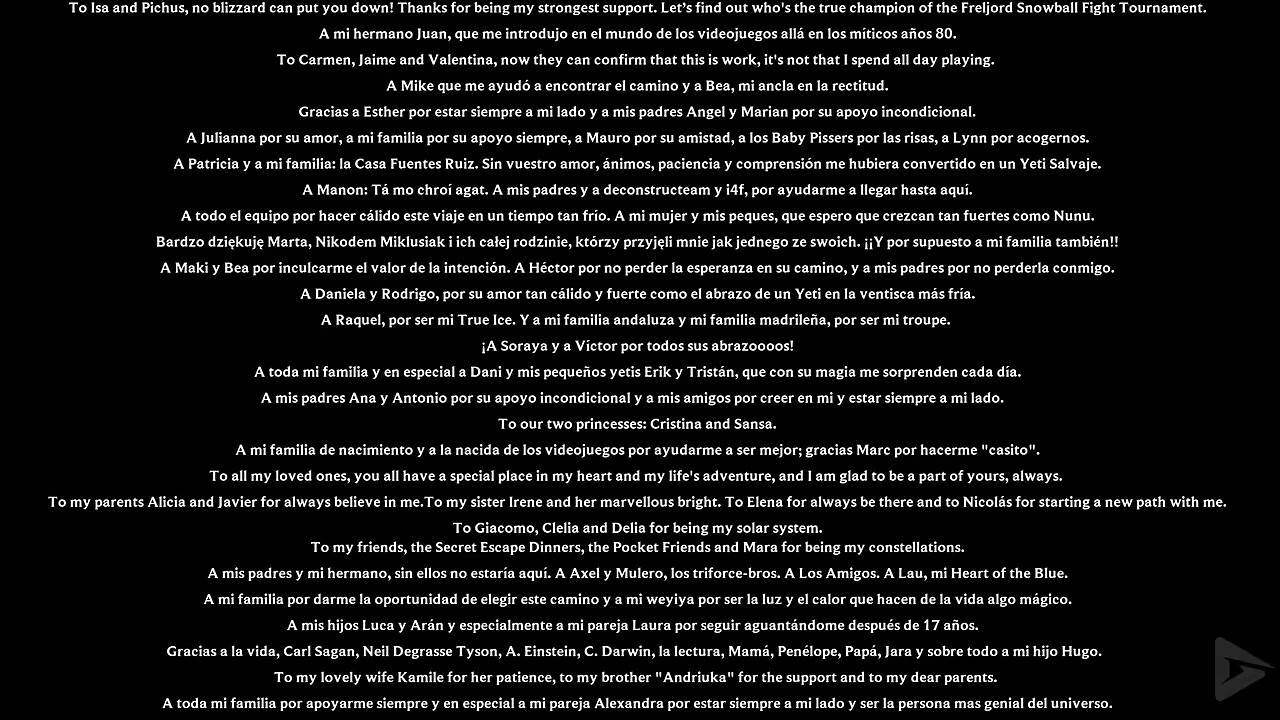 To Isa and Pichus, no blizzard can put you down! Thanks for being my strongest support. Let's find out who's the true champion of the Freljord Snowball Fight Tournament.
A mi hermano Juan, que me introdujo en el mundo de los videojuegos allá en los míticos años 80.
To Carmen, Jaime and Valentina, now they can confirm that this is work, it's not that I spend all day playing.
A Mike que me ayudó a encontrar el camino y a Bea, mi ancla en la rectitud.
Gracias a Esther por estar siempre a mi lado y a mis padres Angel y Marian por su apoyo incondicional.
A Julianna por su amor, a mi familia por su apoyo siempre, a Mauro por su amistad, a los Baby Pissers por las risas, a Lynn por acogernos.
A Patricia y a mi familia: la Casa Fuentes Ruiz. Sin vuestro amor, ánimos, paciencia y comprensión me hubiera convertido en un Yeti Salvaje.
A Manon: Tá mo chroí agat. A mis padres y a deconstructeam y i4f, por ayudarme a llegar hasta aquí.
A todo el equipo por hacer cálido este viaje en un tiempo tan frío. A mi mujer y mis peques, que espero que crezcan tan fuertes como Nunu.
Bardzo dziękuję Marta, Nikodem Miklusiak i ich całej rodzinie, którzy przyjęli mnie jak jednego ze swoich. ¡¡Y por supuesto a mi familia también!!
A Maki y Bea por inculcarme el valor de la intención. A Héctor por no perder la esperanza en su camino, y a mis padres por no perderla conmigo.
A Daniela y Rodrigo, por su amor tan cálido y fuerte como el abrazo de un Yeti en la ventisca más fría.
A Raquel, por ser mi True Ice. Y a mi familia andaluza y mi familia madrileña, por ser mi troupe.
¡A Soraya y a Víctor por todos sus abrazoooos!
A toda mi familia y en especial a Dani y mis pequeños yetis Erik y Tristán, que con su magia me sorprenden cada día.
A mis padres Ana y Antonio por su apoyo incondicional y a mis amigos por creer en mi y estar siempre a mi lado.
To our two princesses: Cristina and Sansa.
A mi familia de nacimiento y a la nacida de los videojuegos por ayudarme a ser mejor; gracias Marc por hacerme "casito".
To all my loved ones, you all have a special place in my heart and my life's adventure, and I am glad to be a part of yours, always.
To my parents Alicia and Javier for always believe in me.To my sister Irene and her marvellous bright. To Elena for always be there and to Nicolás for starting a new path with me.
To Giacomo, Clelia and Delia for being my solar system.
To my friends, the Secret Escape Dinners, the Pocket Friends and Mara for being my constellations.
A mis padres y mi hermano, sin ellos no estaría aquí. A Axel y Mulero, los triforce-bros. A Los Amigos. A Lau, mi Heart of the Blue.
A mi familia por darme la oportunidad de elegir este camino y a mi weyiya por ser la luz y el calor que hacen de la vida algo mágico.
A mis hijos Luca y Arán y especialmente a mi pareja Laura por seguir aguantándome después de 17 años.
Gracias a la vida, Carl Sagan, Neil Degrasse Tyson, A. Einstein, C. Darwin, la lectura, Mamá, Penélope, Papá, Jara y sobre todo a mi hijo Hugo.
To my lovely wife Kamile for her patience, to my brother "Andriuka" for the support and to my dear parents.
A toda mi familia por apoyarme siempre y en especial a mi pareja Alexandra por estar siempre a mi lado y ser la persona mas genial del universo.